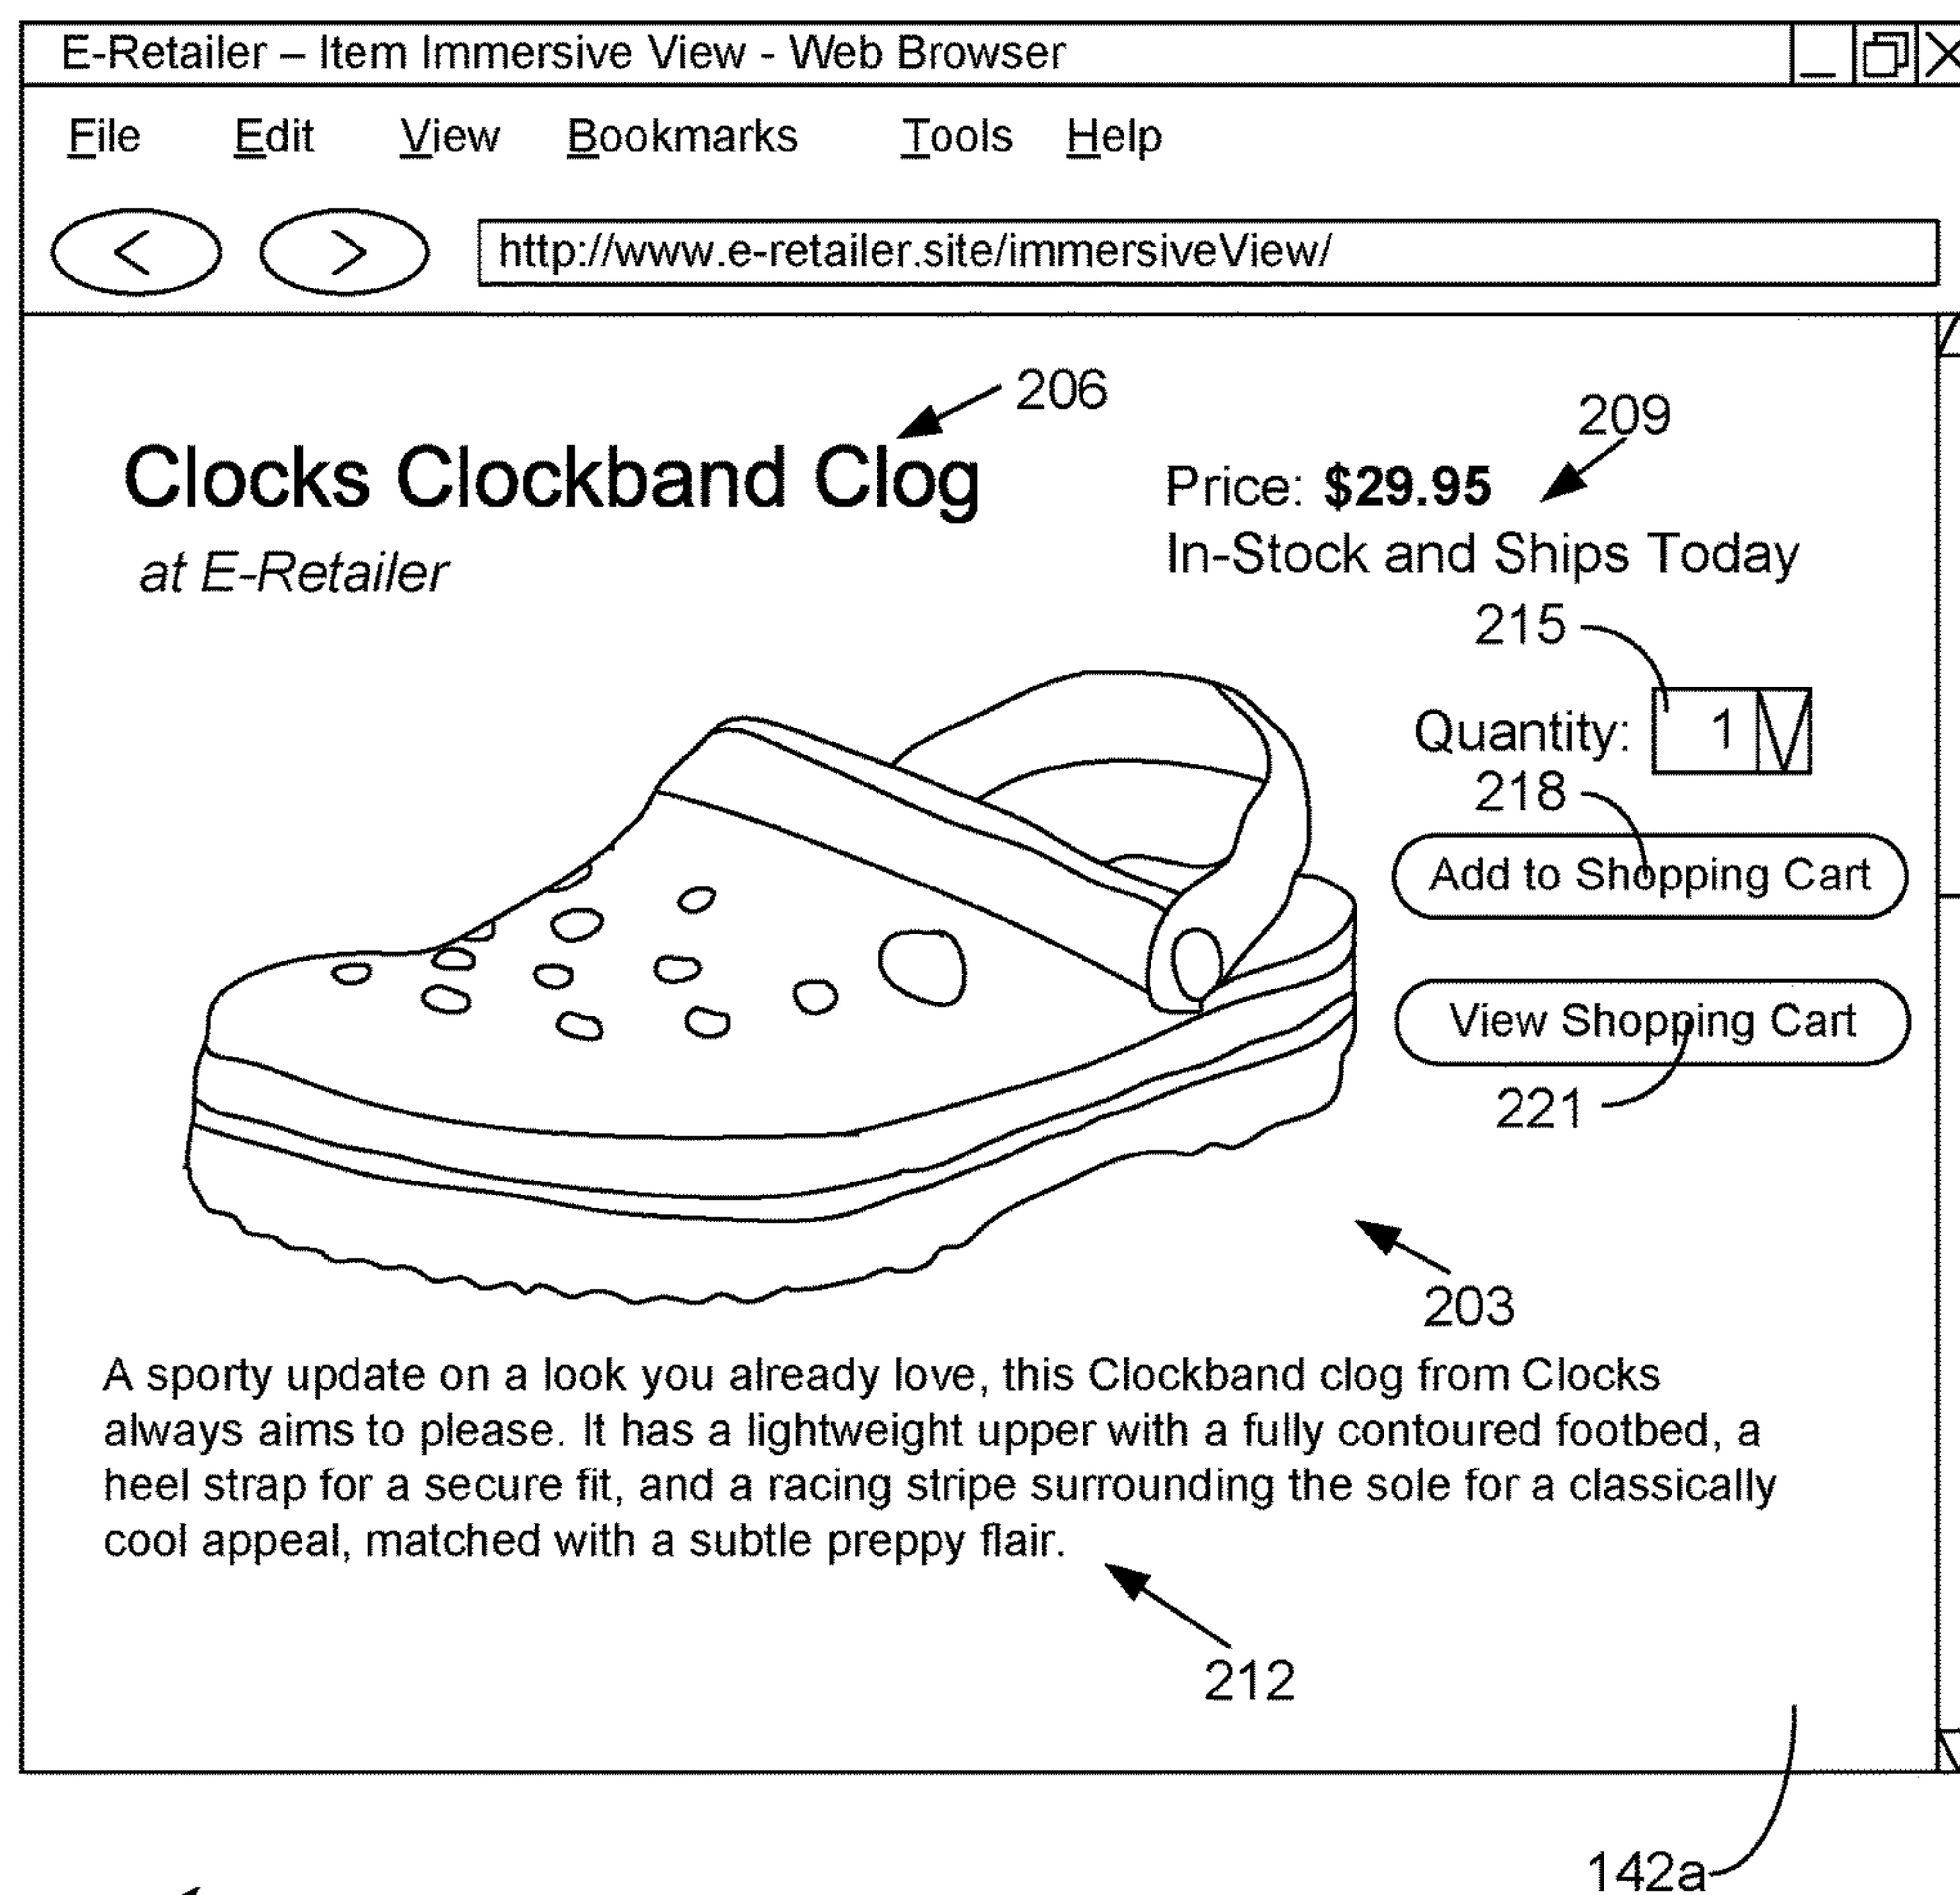 E-Retailer – Item Immersive View - Web Browser
File Edit View Bookmarks Tools Help
< > http://www.e-retailer.site/immersiveView/
206
209
Clocks Clockband Clog
Price: $29.95
at E-Retailer
In-Stock and Ships Today
215
Quantity: 1
218
Add to Shopping Cart
View Shopping Cart
221
203
A sporty update on a look you already love, this Clockband clog from Clocks
always aims to please. It has a lightweight upper with a fully contoured footbed, a
heel strap for a secure fit, and a racing stripe surrounding the sole for a classically
cool appeal, matched with a subtle preppy flair.
212
142a